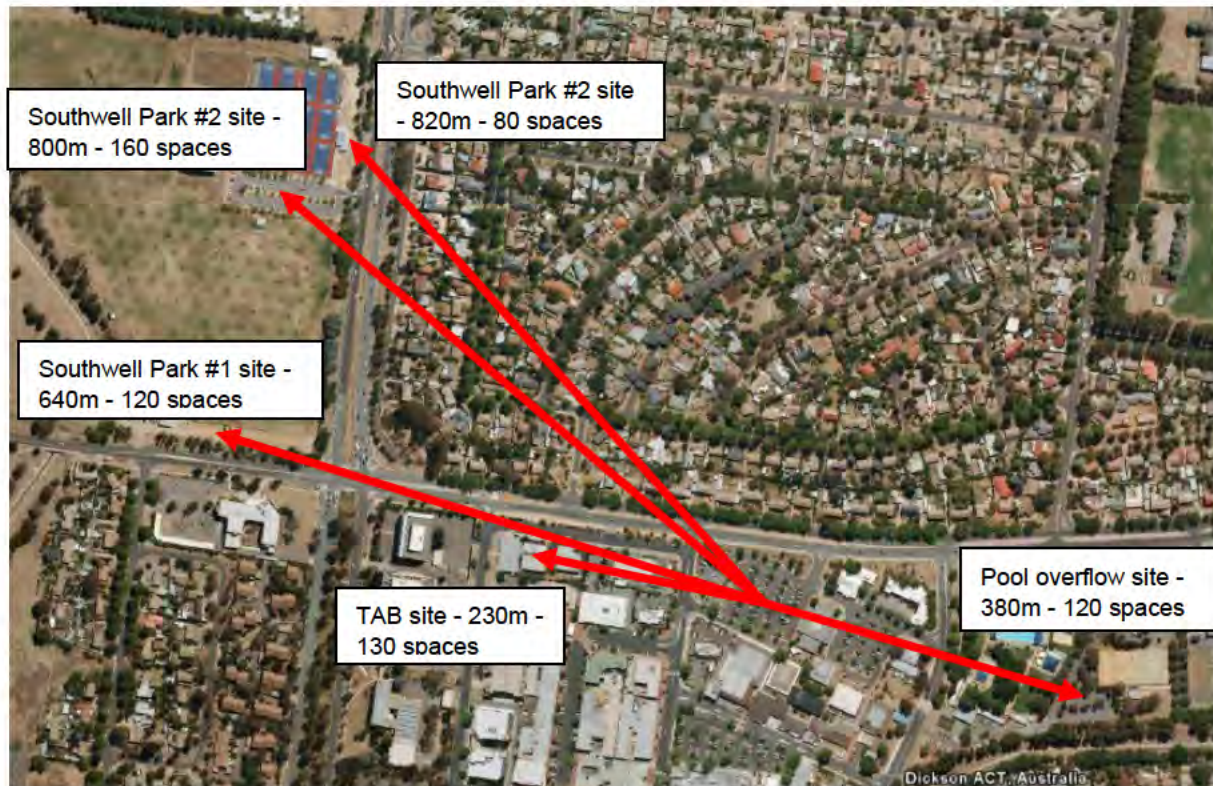 Southwell Park #2 site -
800m - 160 spaces
Southwell Park #2 site
- 820m - 80 spaces
Southwell Park #1 site -
640m - 120 spaces
TAB site - 230m -
130 spaces
Pool overflow site -
380m - 120 spaces
Dickson ACT, Australia